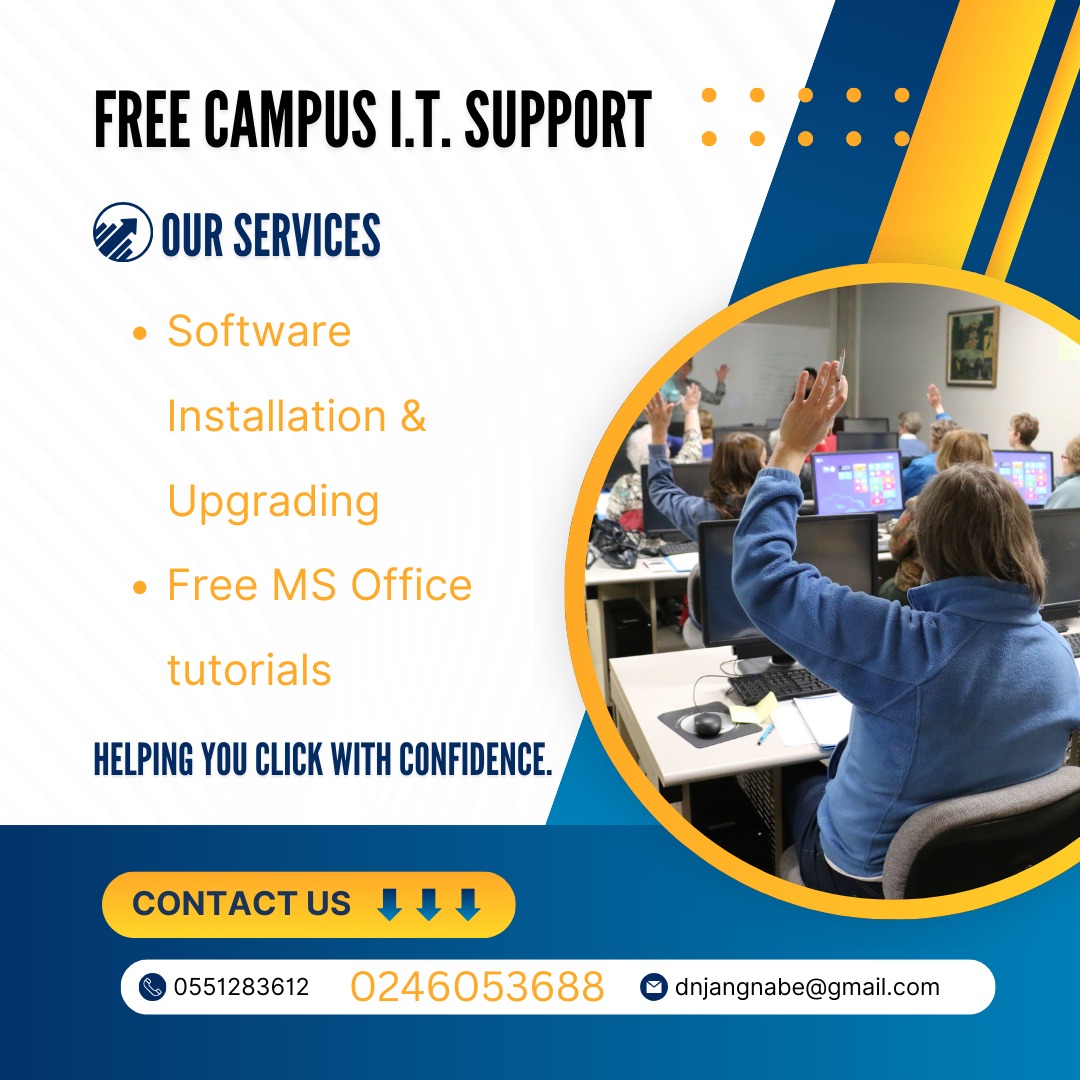 FREE CAMPUS I.T. SUPPORT
OUR SERVICES
• Software
Installation &
Upgrading
• Free MS Office
tutorials
HELPING YOU CLICK WITH CONFIDENCE.
CONTACT US
0551283612 0246053688 dnjangnabe@gmail.com